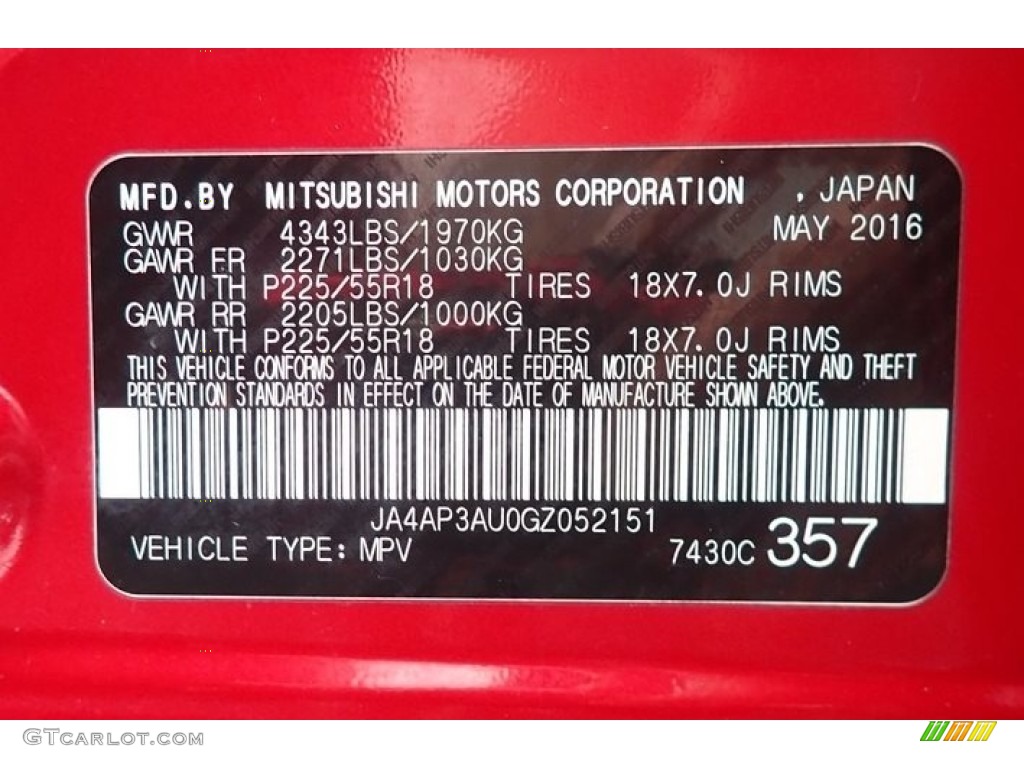 MFD.BY MITSUBISHI MOTORS CORPORATION , JAPAN
GVWR 4343LBS/1970KG MAY 2016
GAWR FR 2271LBS/1030KG
WITH P225/55R18 TIRES 18X7.0J RIMS
GAWR RR 2205LBS/1000KG
WITH P225/55R18 TIRES 18X7.0J RIMS
THIS VEHICLE CONFORMS TO ALL APPLICABLE FEDERAL MOTOR VEHICLE SAFETY AND THEFT
PREVENTION STANDARDS IN EFFECT ON THE DATE OF MANUFACTURE SHOWN ABOVE.
JA4AP3AU0GZ052151
VEHICLE TYPE: MPV 7430C 357
GTCARLOT.COM